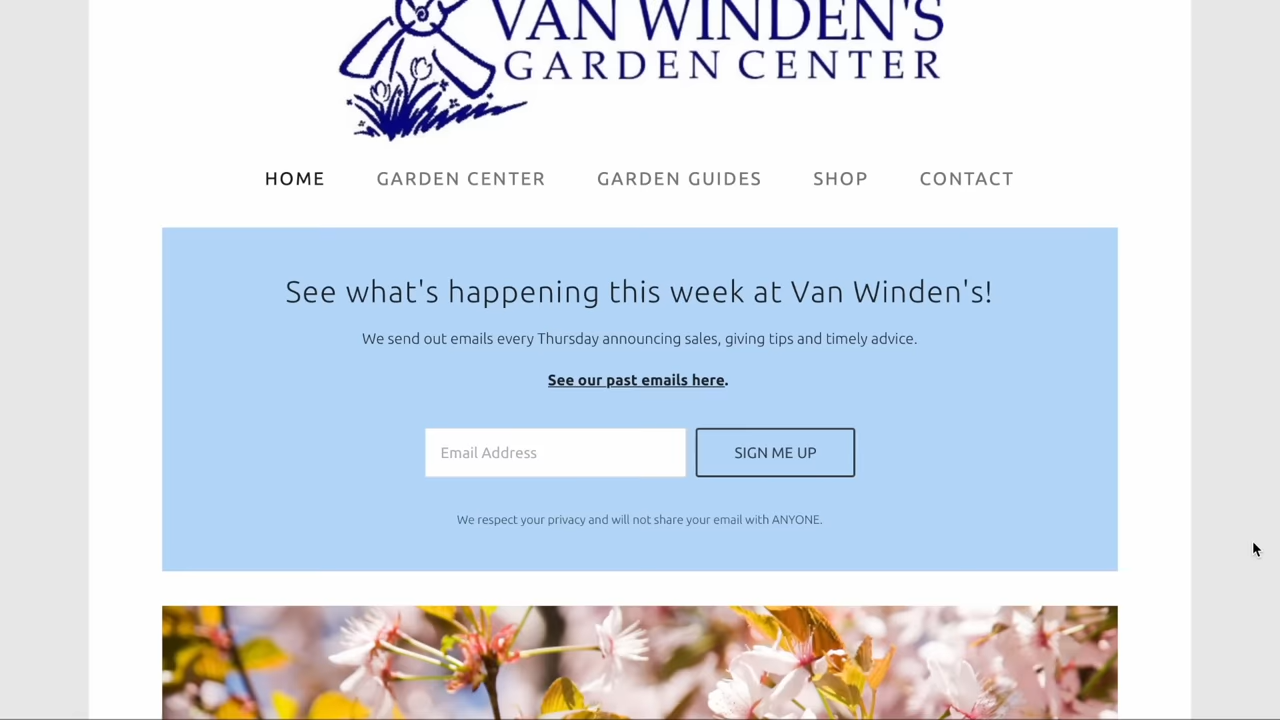 VAN WINDEN'S
GARDEN CENTER
HOME GARDEN CENTER GARDEN GUIDES SHOP CONTACT
See what's happening this week at Van Winden's!
We send out emails every Thursday announcing sales, giving tips and timely advice.
See our past emails here.
Email Address SIGN ME UP
We respect your privacy and will not share your email with ANYONE.